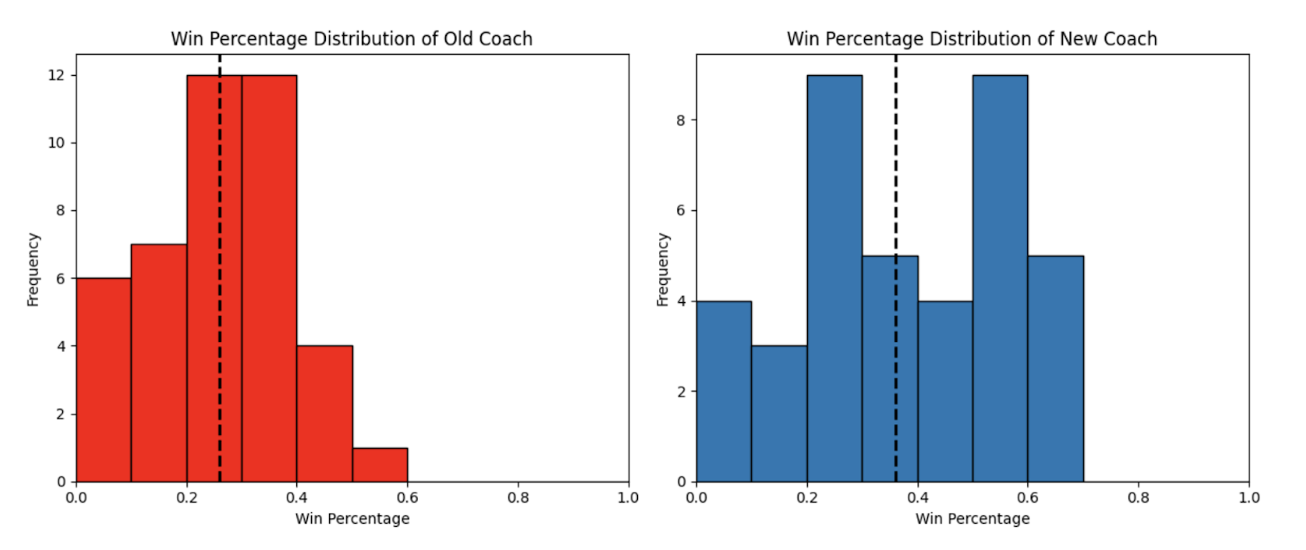 Win Percentage Distribution of Old Coach
12
10
8
6
4
2
0
Frequency
0.0 0.2 0.4 0.6 0.8 1.0
Win Percentage
Win Percentage Distribution of New Coach
8
6
4
2
0
Frequency
0.0 0.2 0.4 0.6 0.8 1.0
Win Percentage